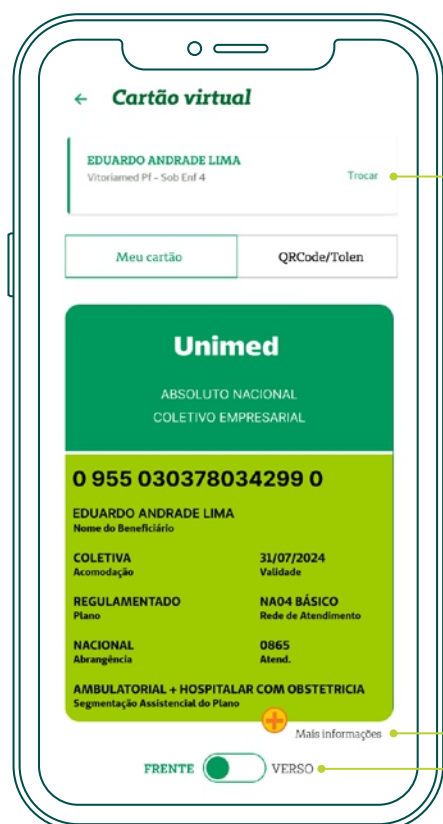 Cartão virtual
EDUARDO ANDRADE LIMA
Vitoriamed Pf - Sob Enf 4
Trocar
Meu cartão
QRCode/Tolen
Unimed
ABSOLUTO NACIONAL
COLETIVO EMPRESARIAL
0 955 030378034299 0
EDUARDO ANDRADE LIMA
Nome do Beneficiário
COLETIVA 31/07/2024
Acomodação Validade
REGULAMENTADO NA04 BÁSICO
Plano Rede de Atendimento
NACIONAL 0865
Abrangência Atend.
AMBULATORIAL + HOSPITALAR COM OBSTETRICIA
Segmentação Assistencial do Plano
Mais informações
FRENTE VERSO